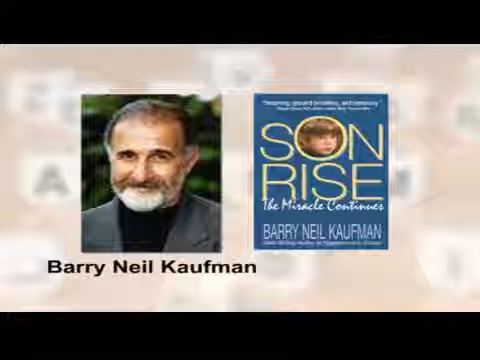 SON
RISE
The Miracle Continues
BARRY NEIL KAUFMAN
Barry Neil Kaufman